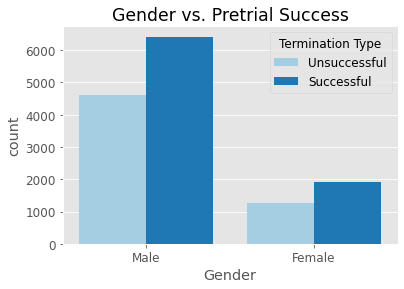 Gender vs. Pretrial Success
Termination Type
Unsuccessful
Successful
count
6000
5000
4000
3000
2000
1000
0
Male
Female
Gender